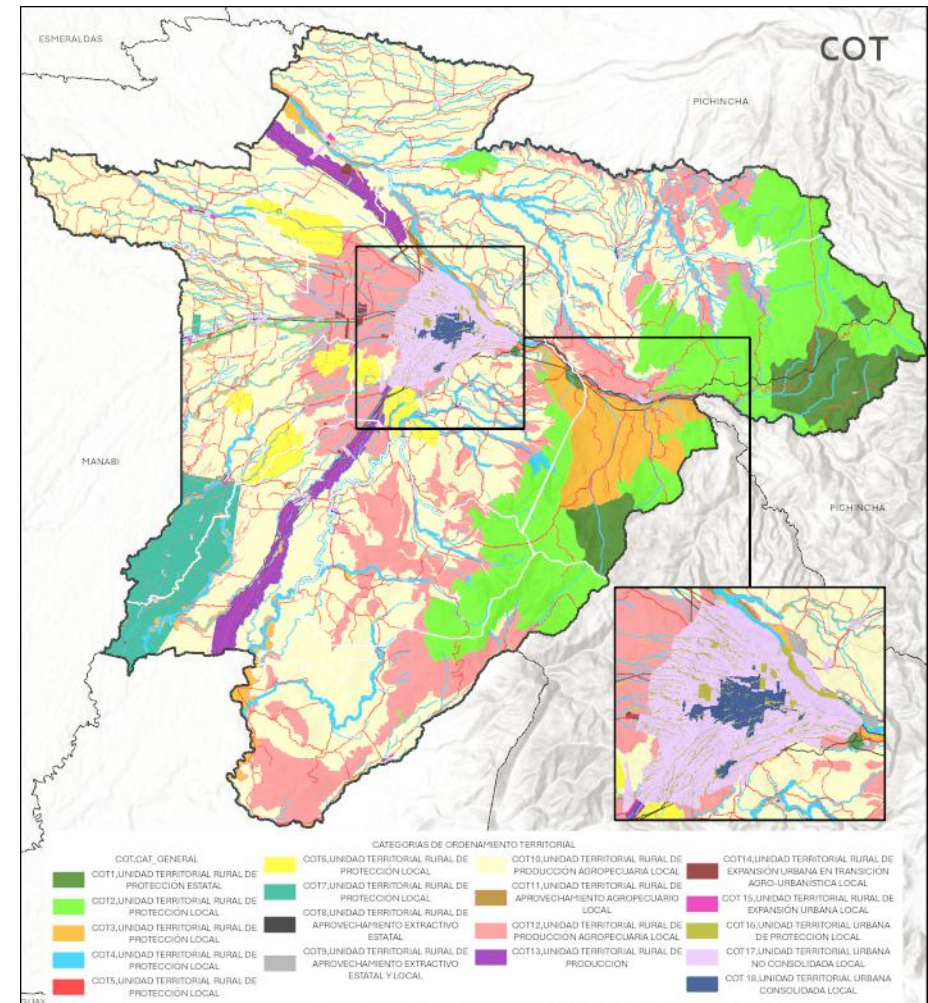 ESMERALDAS
COT
PICHINCHA
MANABI
PICHINCHA
CATEGORIAS DE ORDENAMIENTO TERRITORIAL
COT,CAT_GENERAL
COT1,UNIDAD TERRITORIAL RURAL DE
PROTECCIÓN ESTATAL
COT2,UNIDAD TERRITORIAL RURAL DE
PROTECCIÓN LOCAL
COT3,UNIDAD TERRITORIAL RURAL DE
PROTECCIÓN LOCAL
COT4,UNIDAD TERRITORIAL RURAL DE
PROTECCIÓN LOCAL
COT5,UNIDAD TERRITORIAL RURAL DE
PROTECCIÓN LOCAL
COT6,UNIDAD TERRITORIAL RURAL DE
PROTECCIÓN LOCAL
COT7,UNIDAD TERRITORIAL RURAL DE
PROTECCIÓN LOCAL
COT8,UNIDAD TERRITORIAL RURAL DE
APROVECHAMIENTO EXTRACTIVO
ESTATAL
COT9,UNIDAD TERRITORIAL RURAL DE
APROVECHAMIENTO EXTRACTIVO
ESTATAL Y LOCAL
COT10,UNIDAD TERRITORIAL RURAL DE
PRODUCCIÓN AGROPECUARIA LOCAL
COT11,UNIDAD TERRITORIAL RURAL DE
APROVECHAMIENTO AGROPECUARIO
LOCAL
COT12,UNIDAD TERRITORIAL RURAL DE
PRODUCCIÓN AGROPECUARIA LOCAL
COT13,UNIDAD TERRITORIAL RURAL DE
PRODUCCION
COT14,UNIDAD TERRITORIAL RURAL DE
EXPANSIÓN URBANA EN TRANSICIÓN
AGRO-URBANÍSTICA LOCAL
COT 15,UNIDAD TERRITORIAL RURAL DE
EXPANSIÓN URBANA LOCAL
COT16,UNIDAD TERRITORIAL URBANA
DE PROTECCIÓN LOCAL
COT17,UNIDAD TERRITORIAL URBANA
NO CONSOLIDADA LOCAL
COT 18,UNIDAD TERRITORIAL URBANA
CONSOLIDADA LOCAL